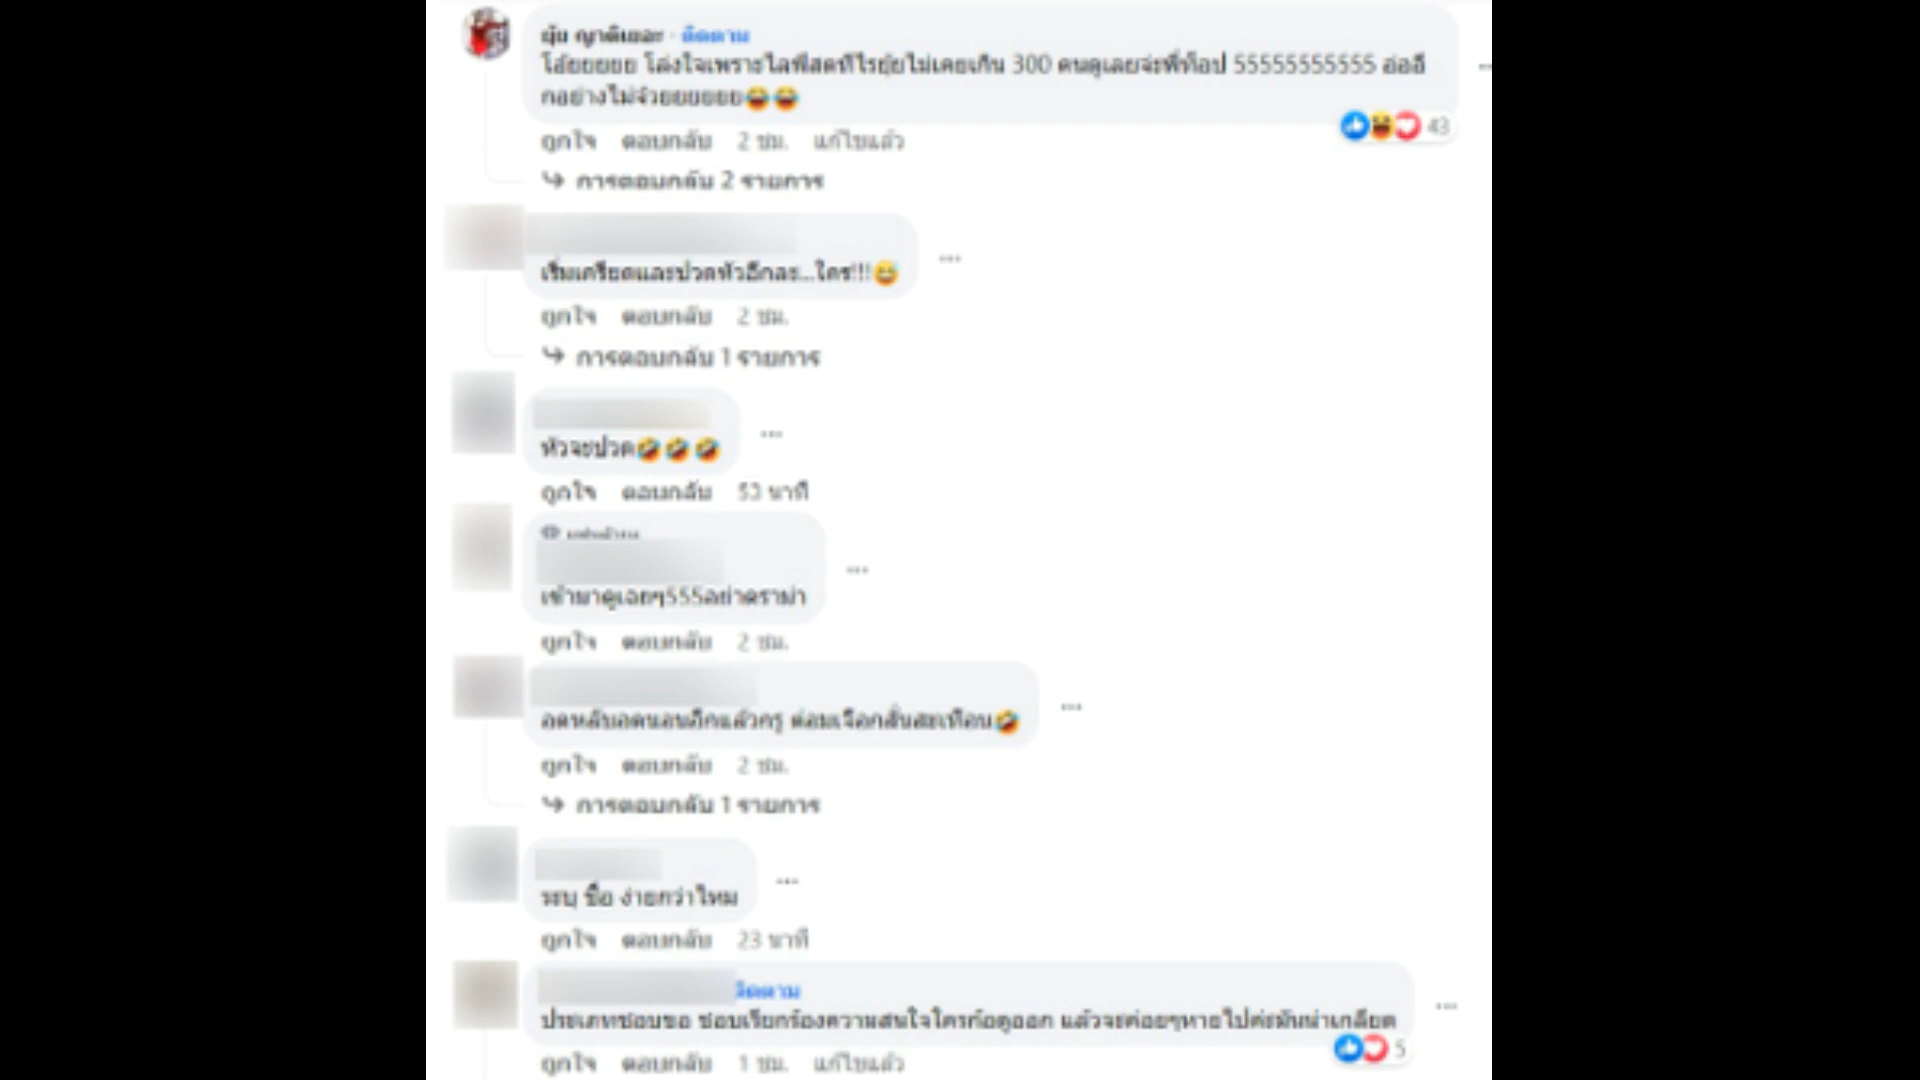 ยุ้ย ญาติเยอะ · ติดตาม
โอ้ยยยยย โล่งใจเพราะไลฟ์สดทีไรยุ้ยไม่เคยเกิน 300 คนดูเลยจ่ะพี่ท็อป 555555555555 อ่ออี
กอย่างไม่จ๋วยยยยยย😂😂
43
ถูกใจ ตอบกลับ 2 ชม. แก้ไขแล้ว
การตอบกลับ 2 รายการ
เริ่มเครียดและปวดหัวอีกละ...ใคร!!!😅
ถูกใจ ตอบกลับ 2 ชม.
การตอบกลับ 1 รายการ
หัวจะปวด🤣🤣🤣
ถูกใจ ตอบกลับ 53 นาที
เข้ามาดูเฉยๆ555อย่าดราม่า
ถูกใจ ตอบกลับ 2 ชม.
อดหลับอดนอนอีกแล้วกรู ต่อมเจือกสั่นสะเทือน🤣
ถูกใจ ตอบกลับ 2 ชม.
การตอบกลับ 1 รายการ
ระบุ ชื่อ ง่ายกว่าไหม
ถูกใจ ตอบกลับ 23 นาที
ติดตาม
ประเภทชอบขอ ชอบเรียกร้องความสนใจใครก้อดูออก แล้วจะค่อยๆหายไปค่ะมันน่าเกลียด
5
ถูกใจ ตอบกลับ 1 ชม. แก้ไขแล้ว